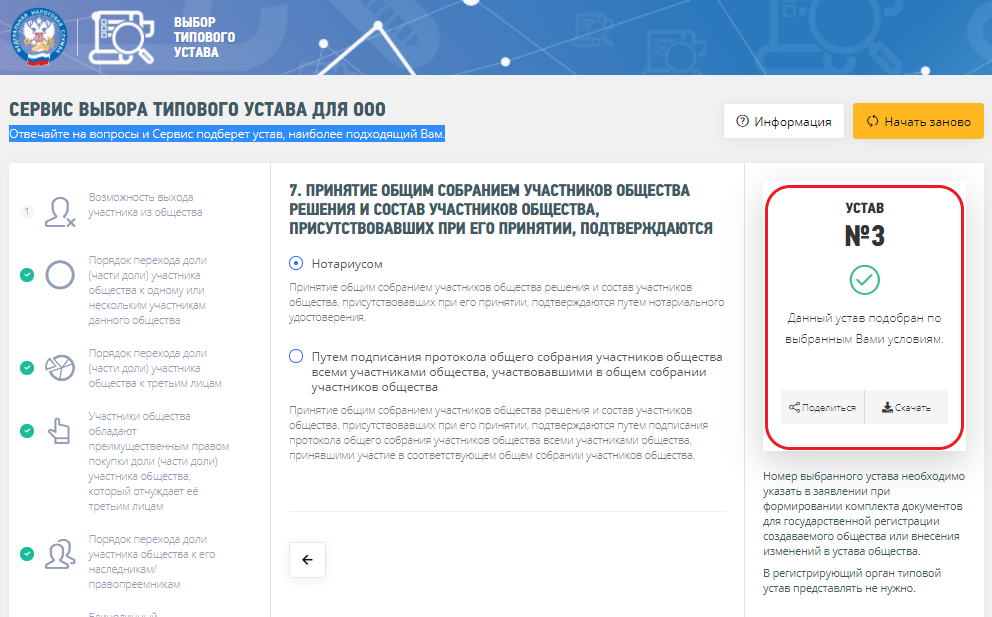 ФЕДЕРАЛЬНАЯ НАЛОГОВАЯ СЛУЖБА
ВЫБОР
ТИПОВОГО
УСТАВА
СЕРВИС ВЫБОРА ТИПОВОГО УСТАВА ДЛЯ ООО
Отвечайте на вопросы и Сервис подберет устав, наиболее подходящий Вам.
Информация
Начать заново
1
Возможность выхода
участника из общества
Порядок перехода доли
(части доли) участника
общества к одному или
нескольким участникам
данного общества
Порядок перехода доли
(части доли) участника
общества к третьим лицам
Участники общества
обладают
преимущественным правом
покупки доли (части доли)
участника общества,
который отчуждает её
третьим лицам
Порядок перехода доли
участника общества к его
наследникам/
правопреемникам
Единоличный
7. ПРИНЯТИЕ ОБЩИМ СОБРАНИЕМ УЧАСТНИКОВ ОБЩЕСТВА
РЕШЕНИЯ И СОСТАВ УЧАСТНИКОВ ОБЩЕСТВА,
ПРИСУТСТВОВАВШИХ ПРИ ЕГО ПРИНЯТИИ, ПОДТВЕРЖДАЮТСЯ
Нотариусом
Принятие общим собранием участников общества решения и состав участников
общества, присутствовавших при его принятии, подтверждаются путем нотариального
удостоверения.
Путем подписания протокола общего собрания участников общества
всеми участниками общества, участвовавшими в общем собрании
участников общества
Принятие общим собранием участников общества решения и состав участников
общества, присутствовавших при его принятии, подтверждаются путем подписания
протокола общего собрания участников общества всеми участниками общества,
принявшими участие в соответствующем общем собрании участников общества.
УСТАВ
№3
Данный устав подобран по
выбранным Вами условиям.
Поделиться
Скачать
Номер выбранного устава необходимо
указать в заявлении при
формировании комплекта документов
для государственной регистрации
создаваемого общества или внесения
изменений в устава общества.
В регистрирующий орган типовой
устав представлять не нужно.